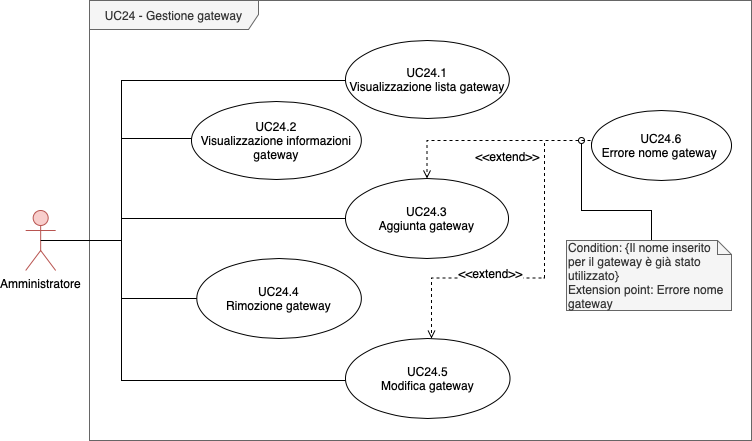 UC24 - Gestione gateway
UC24.1
Visualizzazione lista gateway
UC24.2
Visualizzazione informazioni
gateway
UC24.6
Errore nome gateway
<<extend>>
UC24.3
Aggiunta gateway
Amministratore
Condition: {Il nome inserito
per il gateway è già stato
utilizzato}
Extension point: Errore nome
gateway
<<extend>>
UC24.4
Rimozione gateway
UC24.5
Modifica gateway